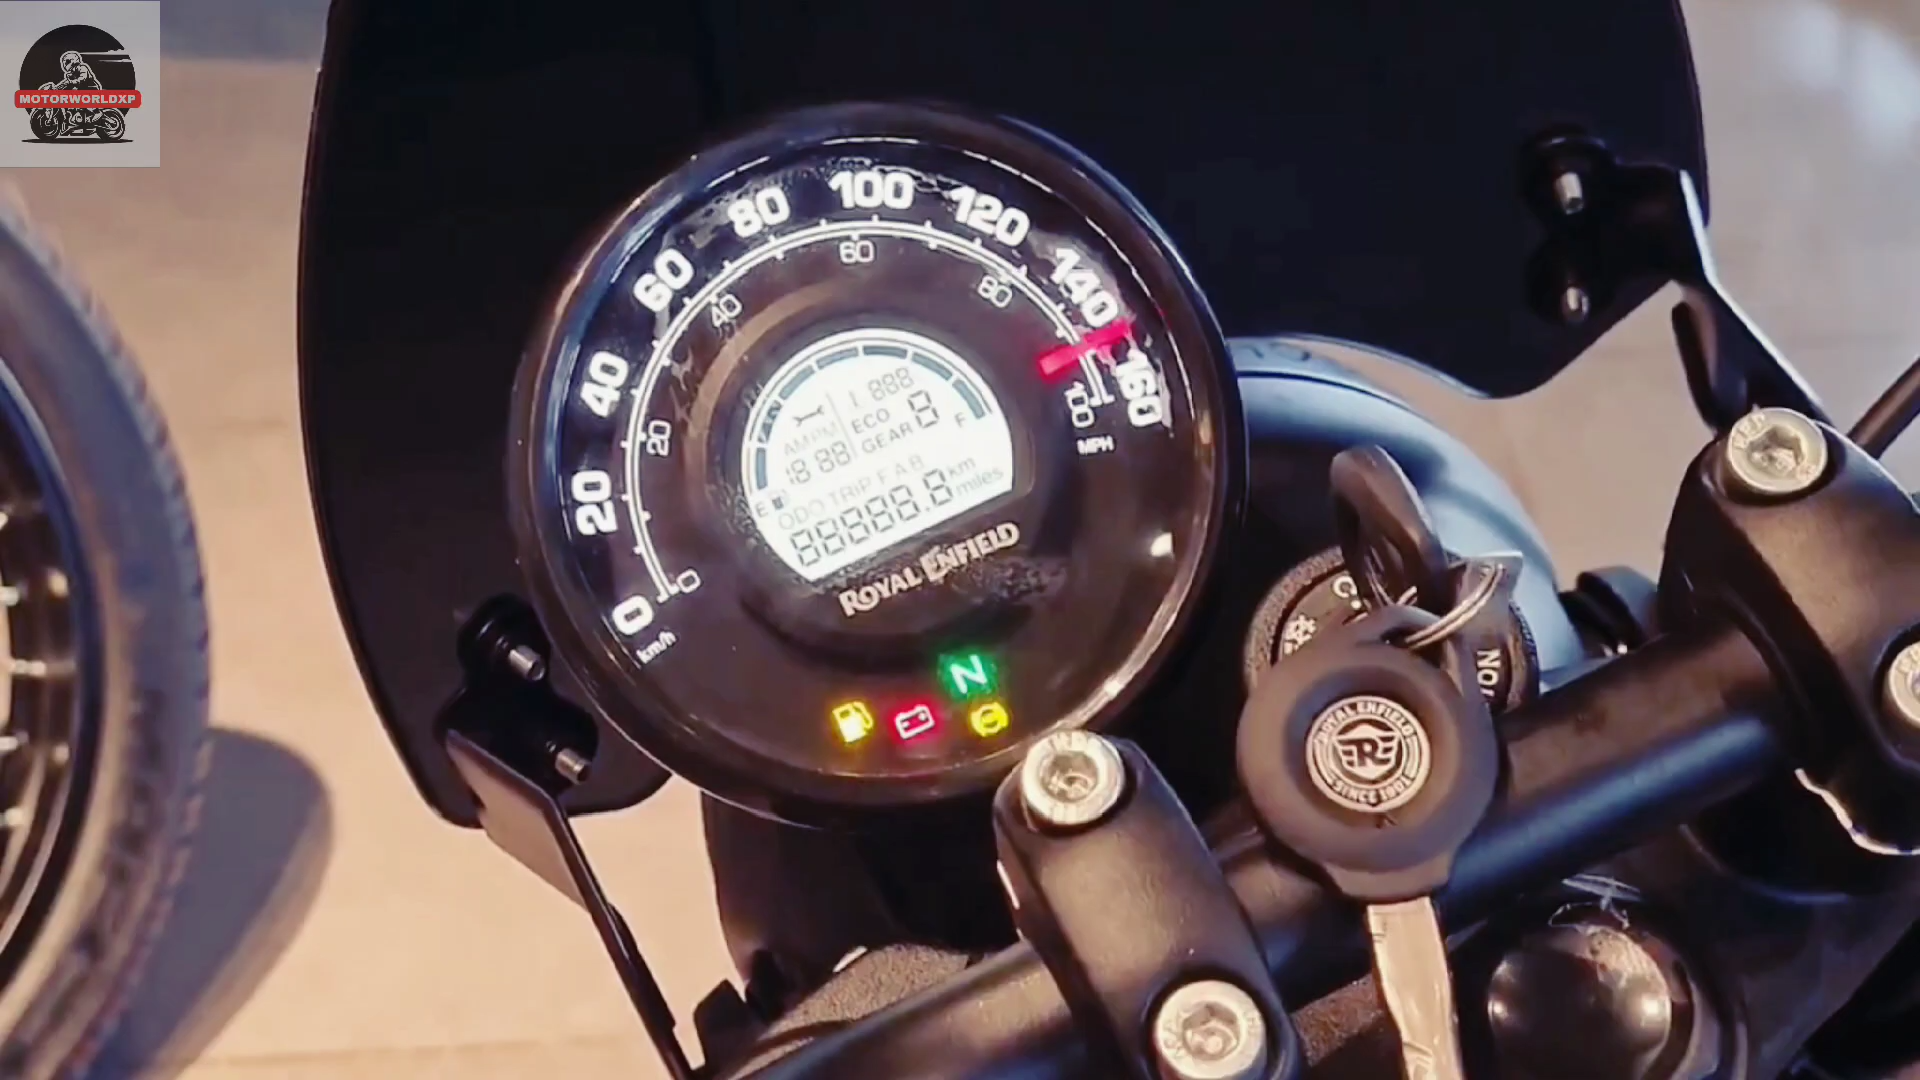 MOTORWORLDXP
0
20
40
60
80
100
120
140
160
km/h
0
20
40
60
80
100
MPH
1 888
ECO
GEAR 8
AM PM
18 88
E
F
ODO TRIP F A B
88888.8
km
miles
ROYAL ENFIELD
N
ROYAL ENFIELD
R
SINCE 1901